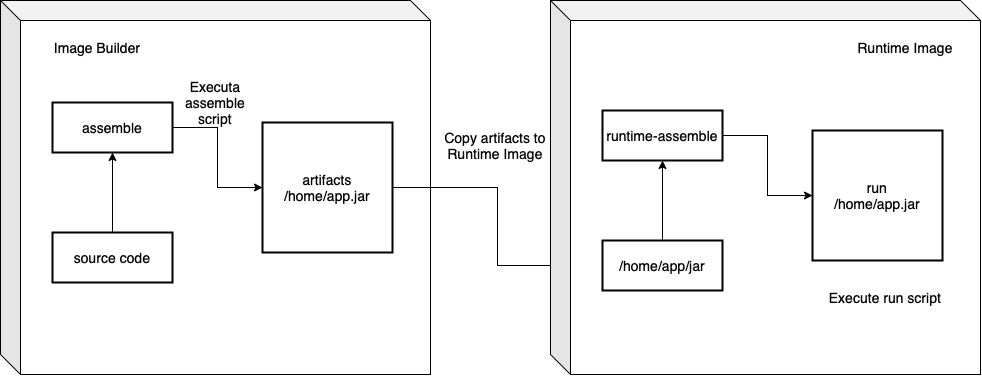 Image Builder
Executa
assemble
script
assemble
artifacts
/home/app.jar
source code
Copy artifacts to
Runtime Image
Runtime Image
runtime-assemble
run
/home/app.jar
/home/app/jar
Execute run script